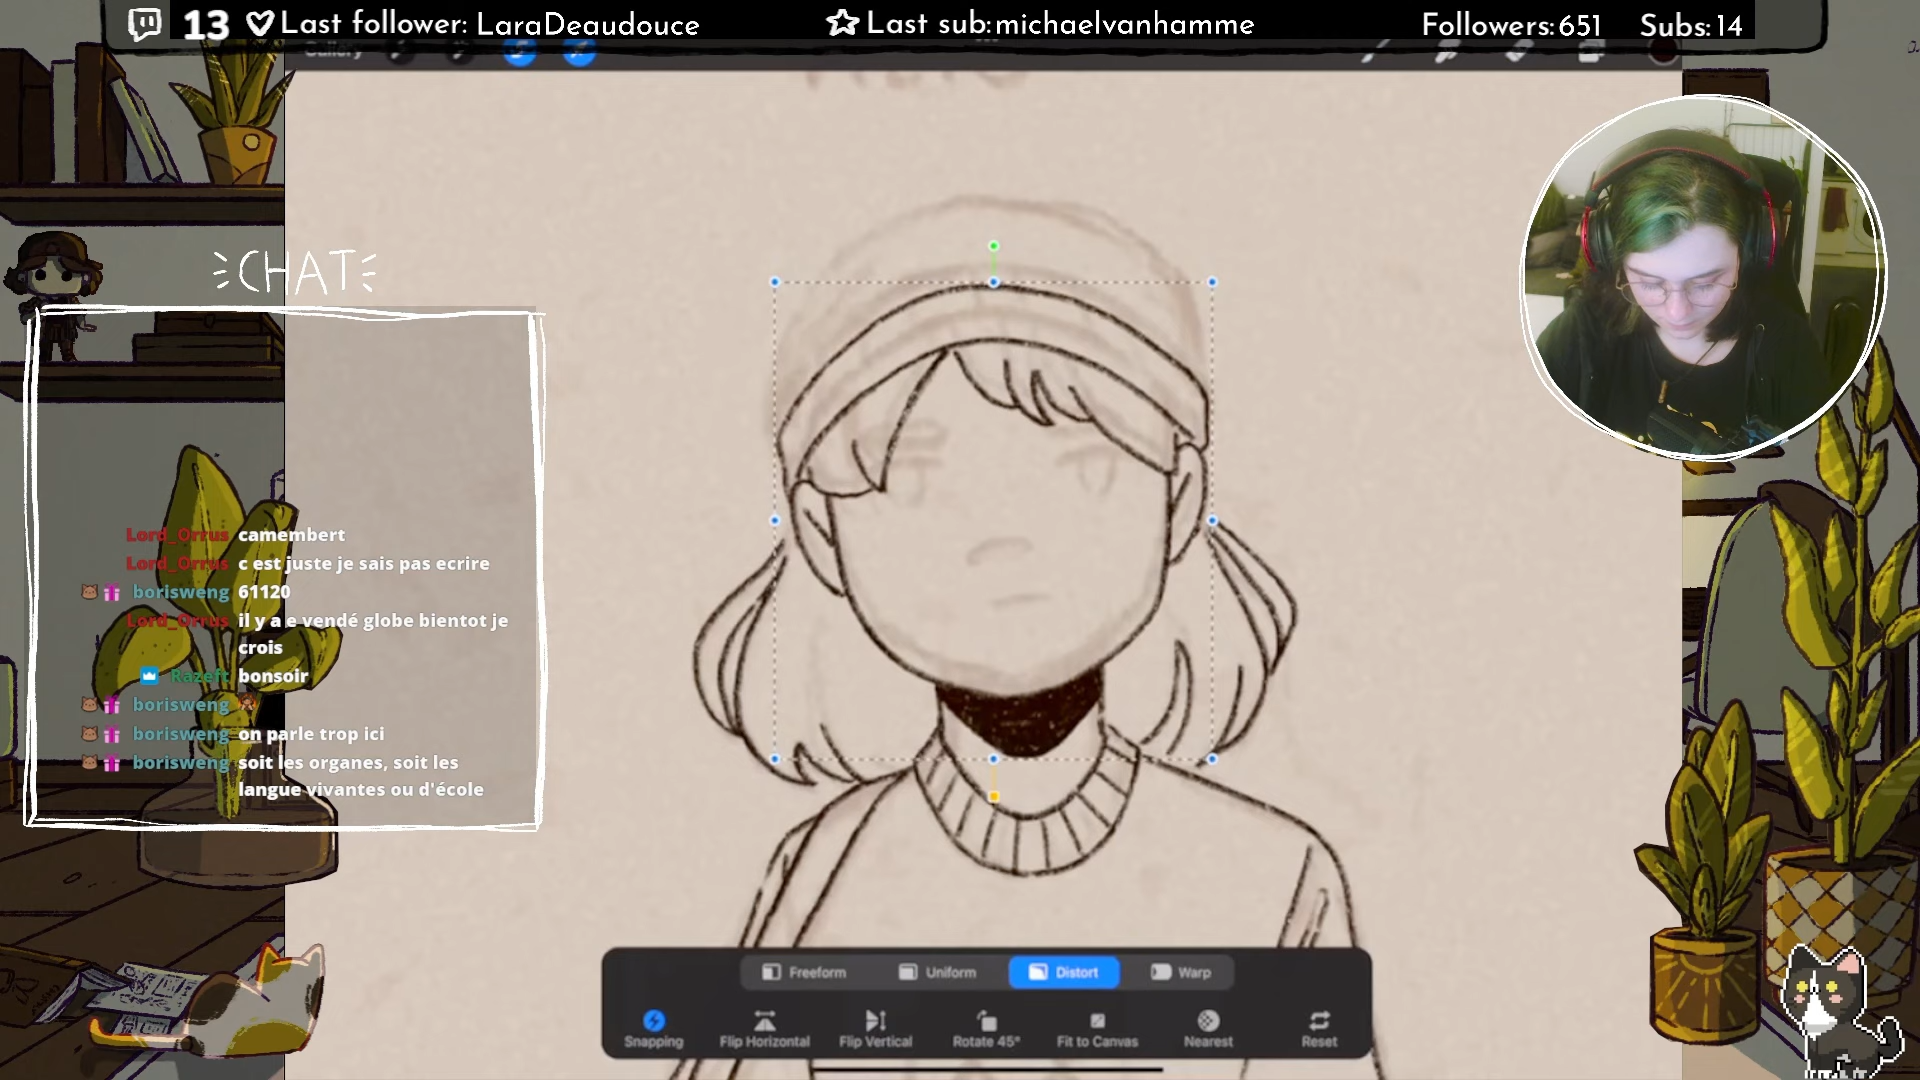 13 Last follower: LaraDeaudouce Last sub: michaelvanhamme Followers: 651 Subs: 14
Gallery
CHAT
Lord_Orrus camembert
Lord_Orrus c est juste je sais pas ecrire
borisweng 61120
Lord_Orrus il y a e vendé globe bientot je
crois
Razeft bonsoir
borisweng
borisweng on parle trop ici
borisweng soit les organes, soit les
langue vivantes ou d'école
Freeform Uniform Distort Warp
Snapping Flip Horizontal Flip Vertical Rotate 45° Fit to Canvas Nearest Reset